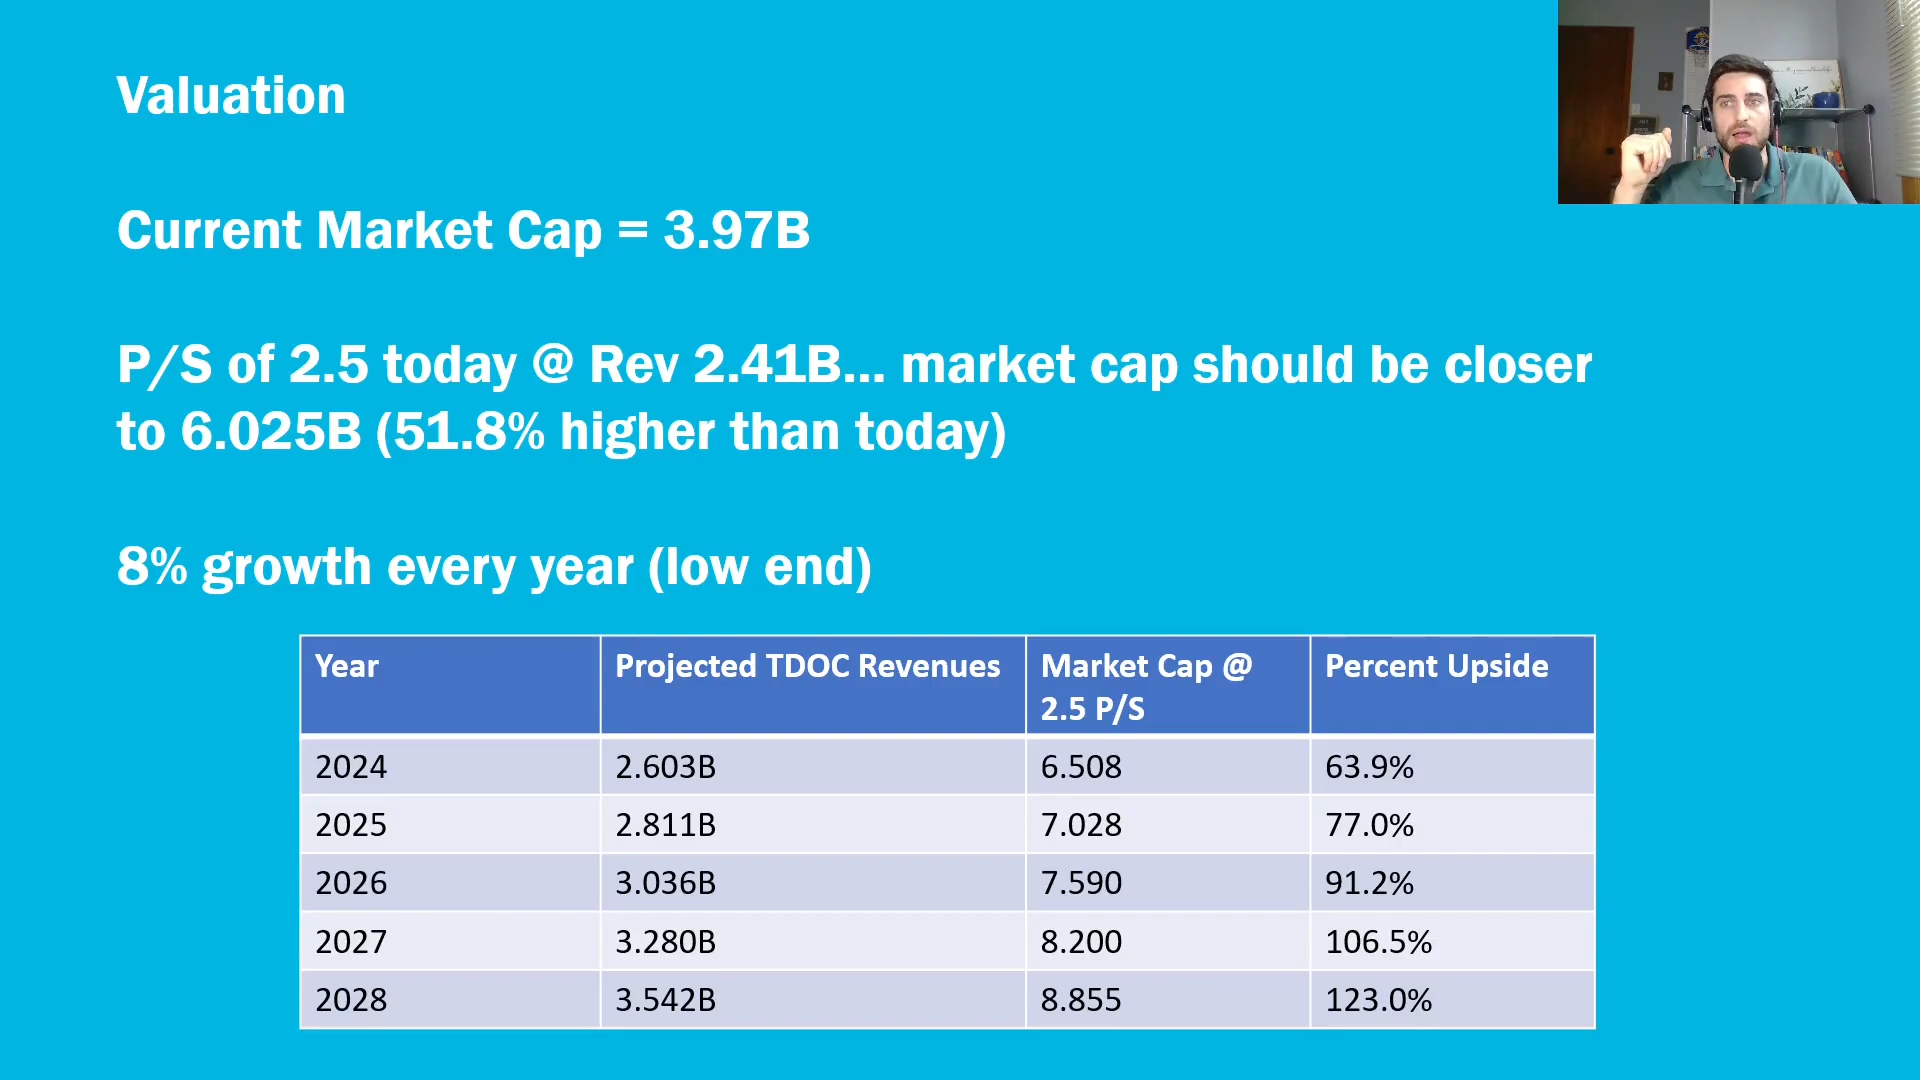 Valuation
Current Market Cap = 3.97B
P/S of 2.5 today @ Rev 2.41B... market cap should be closer
to 6.025B (51.8% higher than today)
8% growth every year (low end)
Year Projected TDOC Revenues Market Cap @ Percent Upside
2.5 P/S
2024 2.603B 6.508 63.9%
2025 2.811B 7.028 77.0%
2026 3.036B 7.590 91.2%
2027 3.280B 8.200 106.5%
2028 3.542B 8.855 123.0%